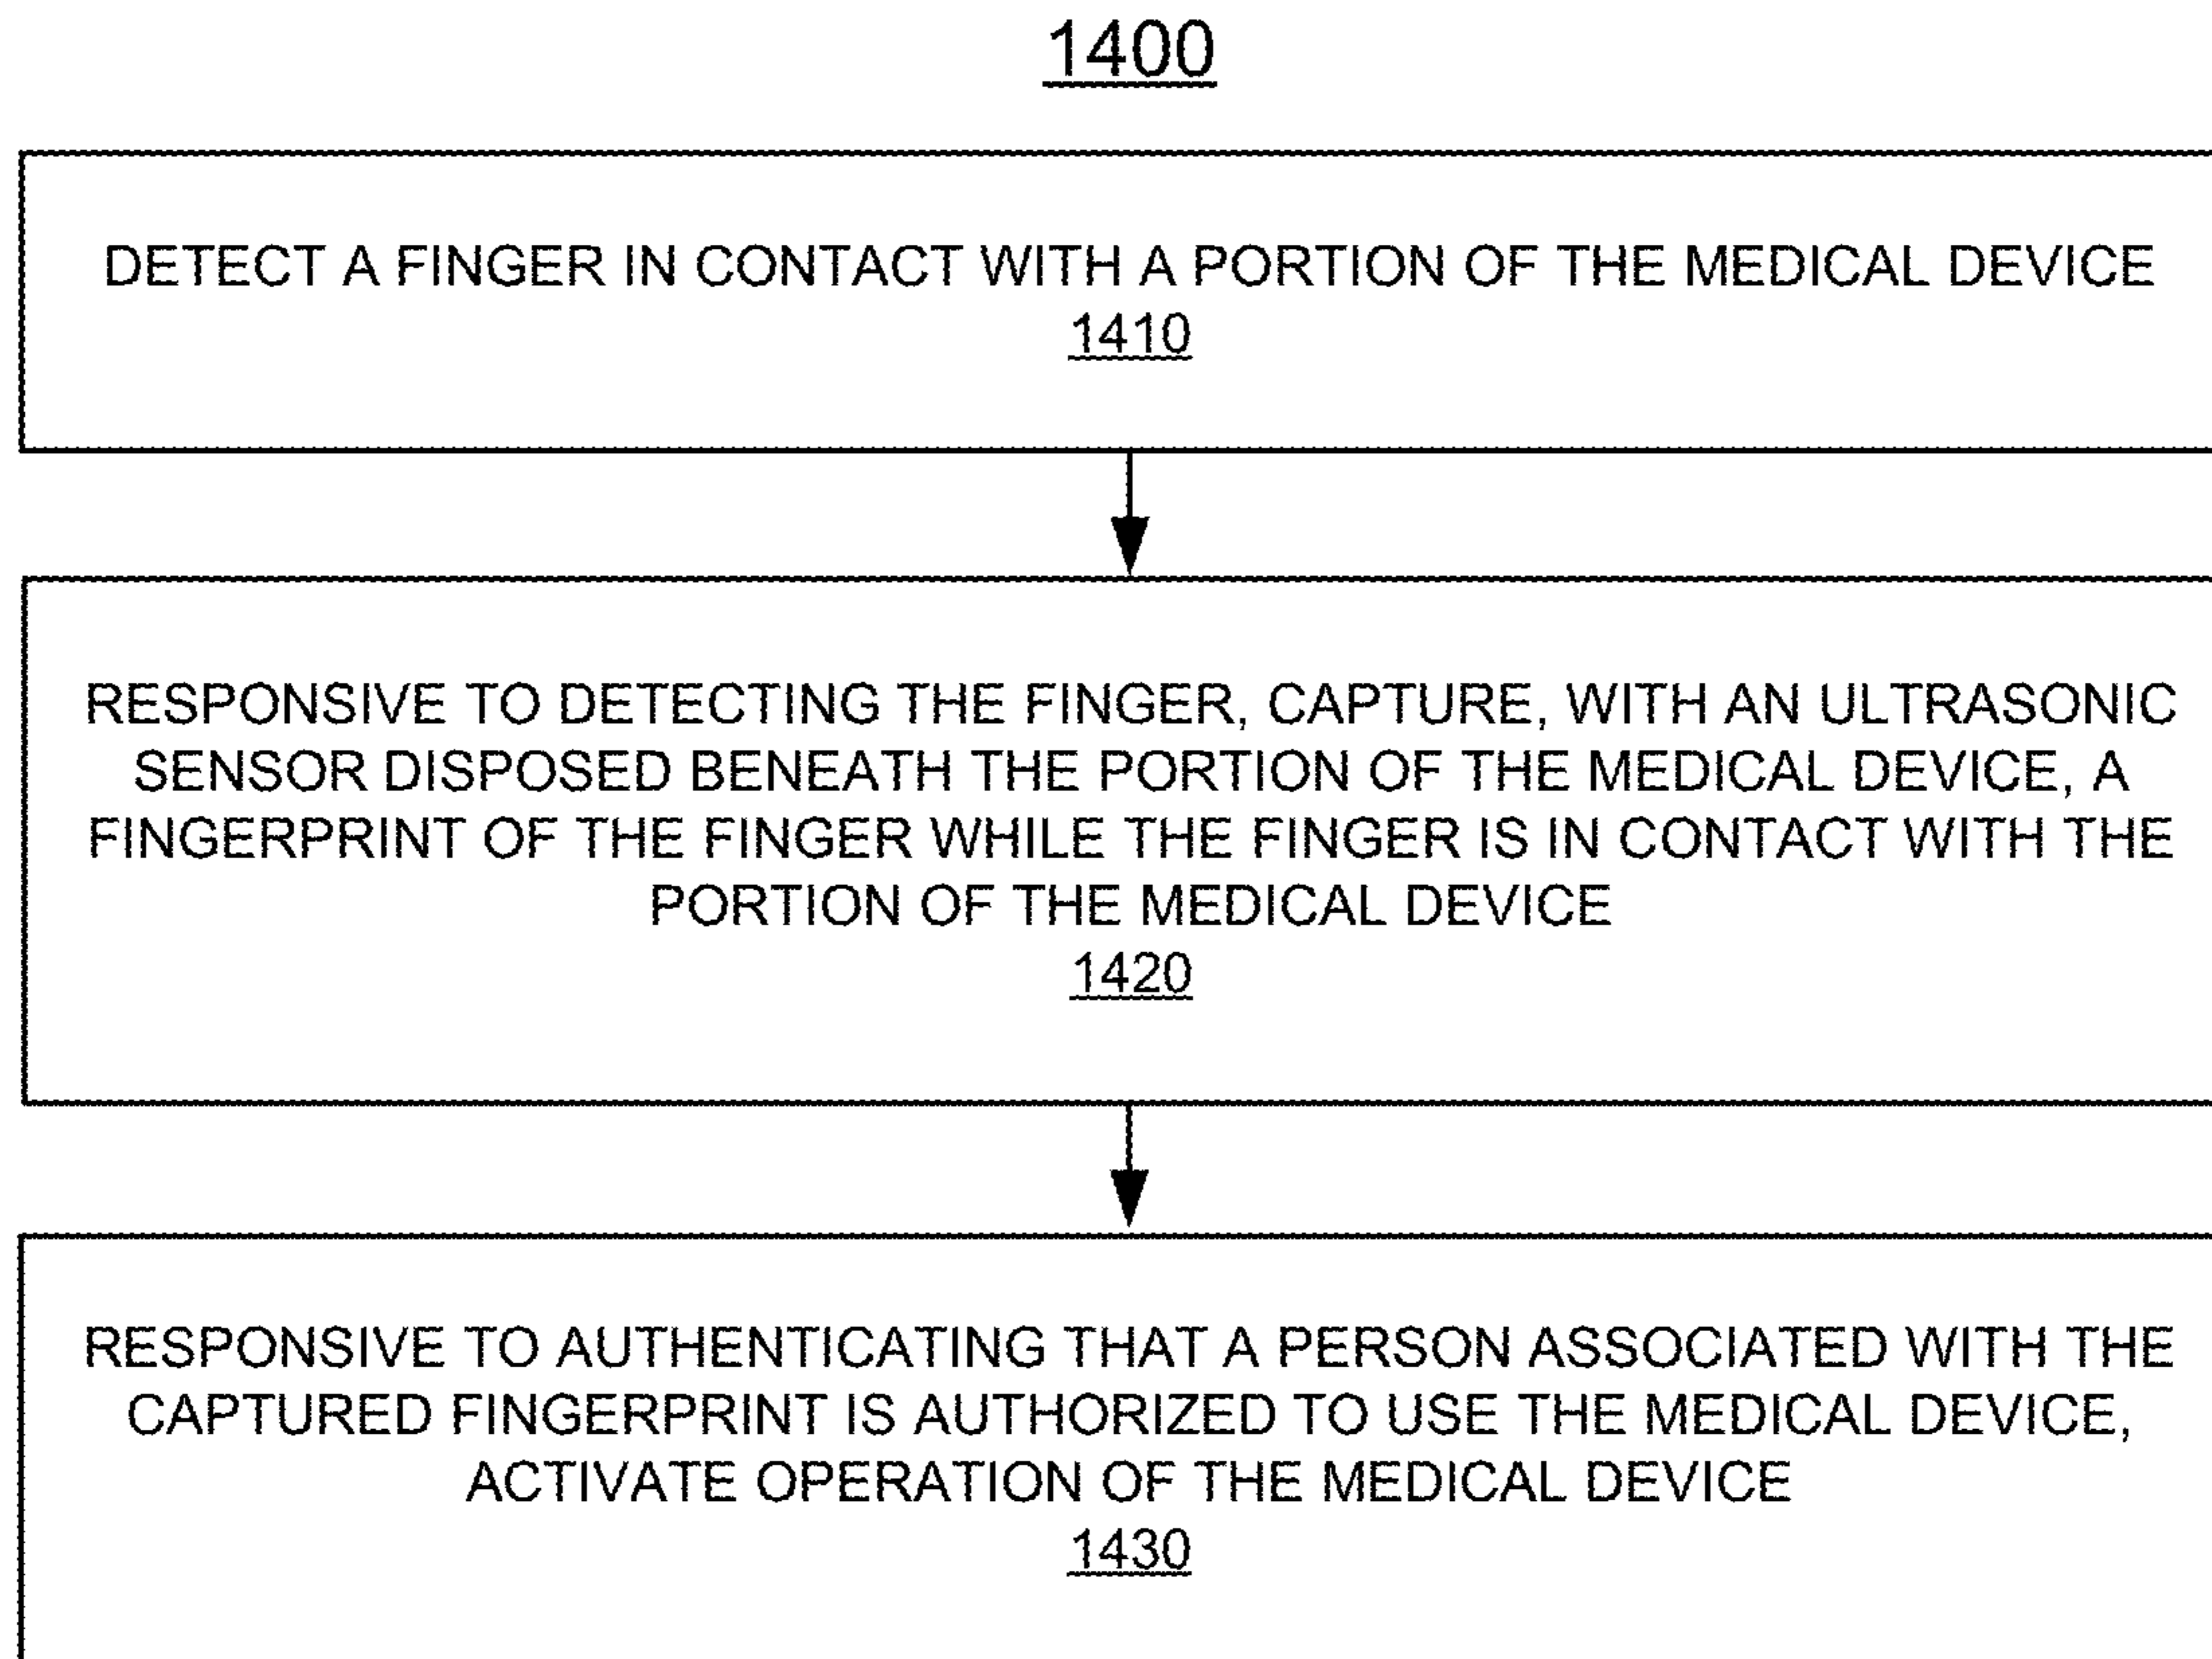 1400
DETECT A FINGER IN CONTACT WITH A PORTION OF THE MEDICAL DEVICE
1410
RESPONSIVE TO DETECTING THE FINGER, CAPTURE, WITH AN ULTRASONIC
SENSOR DISPOSED BENEATH THE PORTION OF THE MEDICAL DEVICE, A
FINGERPRINT OF THE FINGER WHILE THE FINGER IS IN CONTACT WITH THE
PORTION OF THE MEDICAL DEVICE
1420
RESPONSIVE TO AUTHENTICATING THAT A PERSON ASSOCIATED WITH THE
CAPTURED FINGERPRINT IS AUTHORIZED TO USE THE MEDICAL DEVICE,
ACTIVATE OPERATION OF THE MEDICAL DEVICE
1430